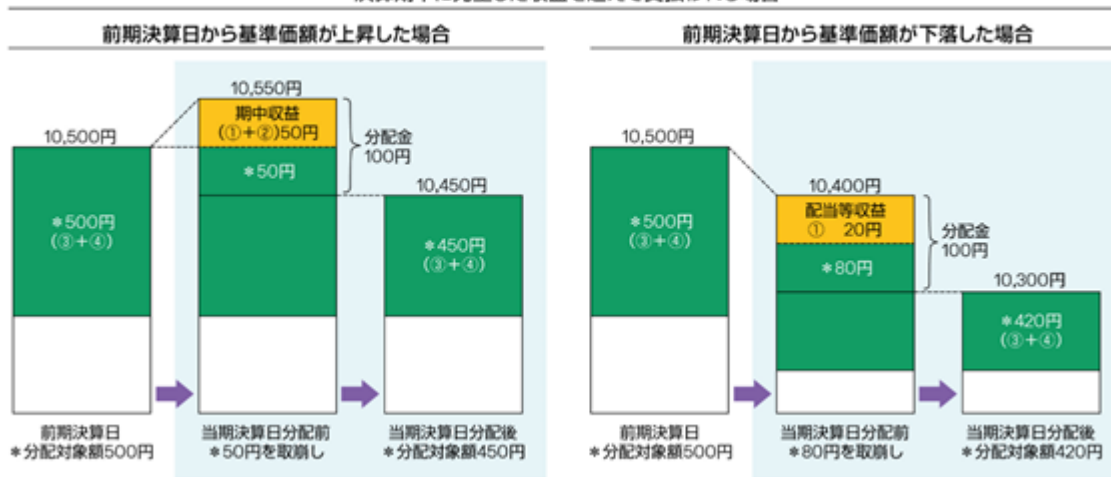 前期決算日から基準価額が上昇した場合
10,550円
期中収益
(①+②)50円
10,500円
分配金
100円
*50円
10,450円
*500円
(③+④)
*450円
(③+④)
前期決算日
*分配対象額500円
当期決算日分配前
*50円を取崩し
当期決算日分配後
*分配対象額450円
前期決算日から基準価額が下落した場合
10,500円
10,400円
配当等収益
① 20円
分配金
100円
*500円
(③+④)
*80円
10,300円
*420円
(③+④)
前期決算日
*分配対象額500円
当期決算日分配前
*80円を取崩し
当期決算日分配後
*分配対象額420円